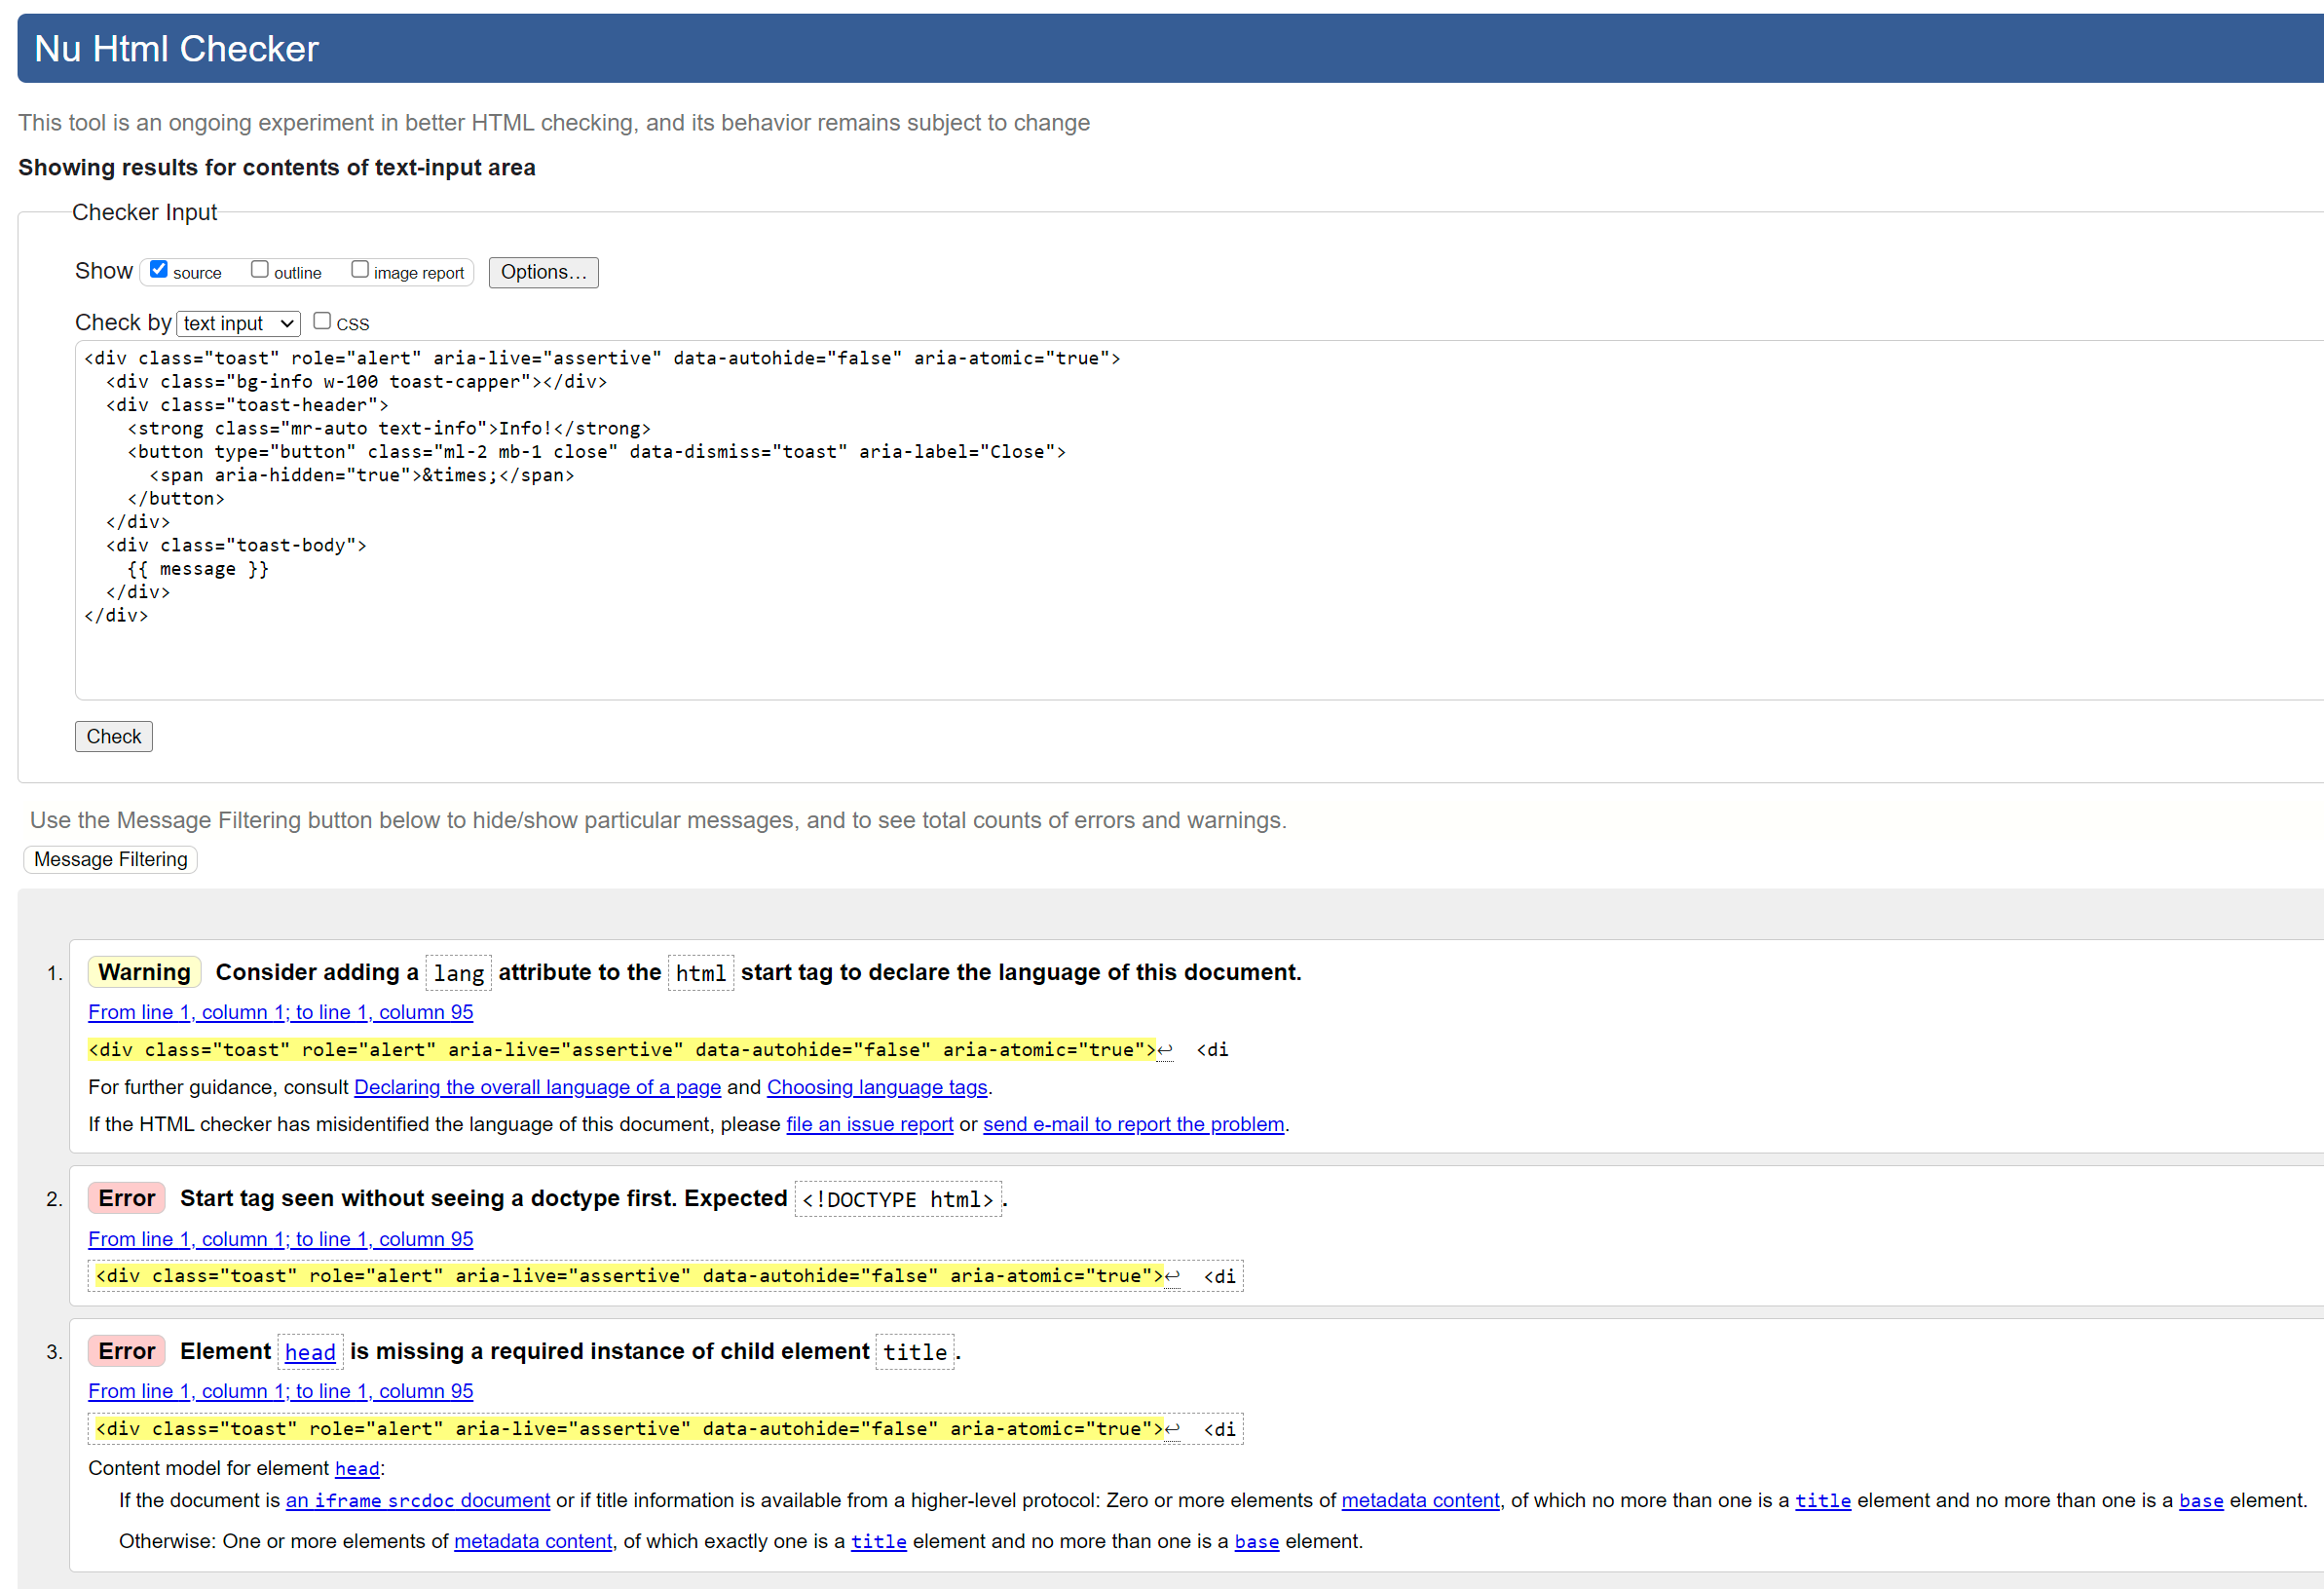 Nu Html Checker
This tool is an ongoing experiment in better HTML checking, and its behavior remains subject to change
Showing results for contents of text-input area
Checker Input
Show source outline image report Options…
Check by text input CSS
<div class="toast" role="alert" aria-live="assertive" data-autohide="false" aria-atomic="true">
  <div class="bg-info w-100 toast-capper"></div>
  <div class="toast-header">
    <strong class="mr-auto text-info">Info!</strong>
    <button type="button" class="ml-2 mb-1 close" data-dismiss="toast" aria-label="Close">
      <span aria-hidden="true">&times;</span>
    </button>
  </div>
  <div class="toast-body">
    {{ message }}
  </div>
</div>
Check
Use the Message Filtering button below to hide/show particular messages, and to see total counts of errors and warnings.
Message Filtering
1. Warning Consider adding a lang attribute to the html start tag to declare the language of this document.
From line 1, column 1; to line 1, column 95
<div class="toast" role="alert" aria-live="assertive" data-autohide="false" aria-atomic="true">↩  <di
For further guidance, consult Declaring the overall language of a page and Choosing language tags.
If the HTML checker has misidentified the language of this document, please file an issue report or send e-mail to report the problem.
2. Error Start tag seen without seeing a doctype first. Expected <!DOCTYPE html>.
From line 1, column 1; to line 1, column 95
<div class="toast" role="alert" aria-live="assertive" data-autohide="false" aria-atomic="true">↩  <di
3. Error Element head is missing a required instance of child element title.
From line 1, column 1; to line 1, column 95
<div class="toast" role="alert" aria-live="assertive" data-autohide="false" aria-atomic="true">↩  <di
Content model for element head:
If the document is an iframe srcdoc document or if title information is available from a higher-level protocol: Zero or more elements of metadata content, of which no more than one is a title element and no more than one is a base element.
Otherwise: One or more elements of metadata content, of which exactly one is a title element and no more than one is a base element.